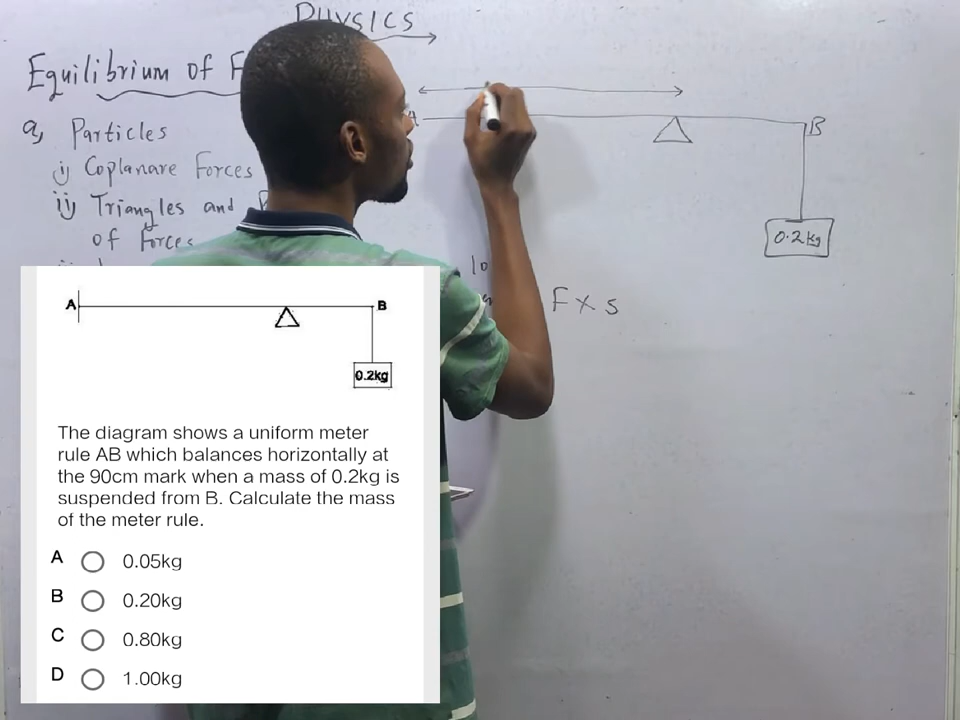 PHYSICS
Equilibrium of F
a, Particles
i) Coplanare Forces
ii) Triangles and
of Forces
A
B
0.2kg
10
F x s
A B
0.2kg
The diagram shows a uniform meter
rule AB which balances horizontally at
the 90cm mark when a mass of 0.2kg is
suspended from B. Calculate the mass
of the meter rule.
A 0.05kg
B 0.20kg
C 0.80kg
D 1.00kg